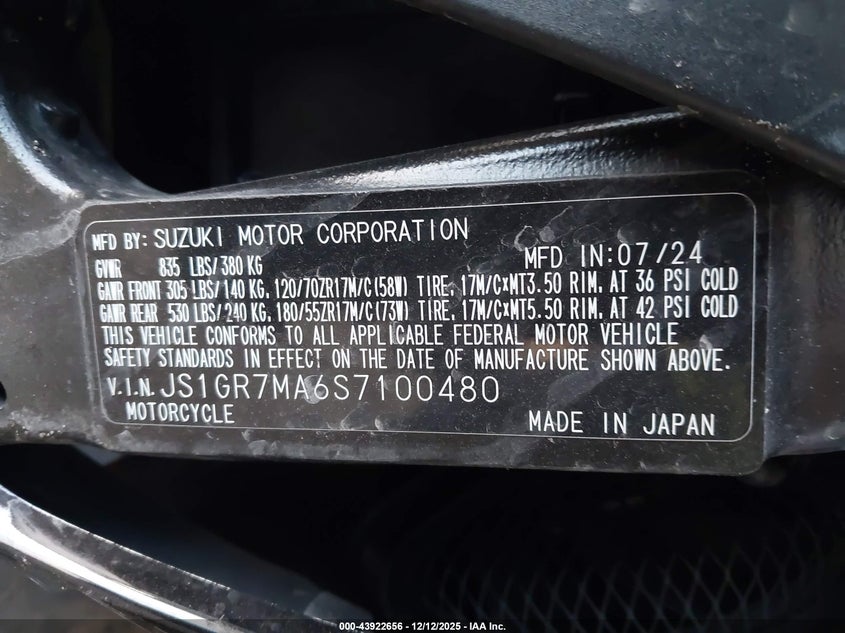 MFD BY: SUZUKI MOTOR CORPORATION
MFD IN: 07/24
GVWR 835 LBS/ 380 KG
GAWR FRONT 305 LBS/ 140 KG, 120/70ZR17M/C(58W) TIRE, 17M/C×MT3.50 RIM, AT 36 PSI COLD
GAWR REAR 530 LBS/ 240 KG, 180/55ZR17M/C(73W) TIRE, 17M/C×MT5.50 RIM, AT 42 PSI COLD
THIS VEHICLE CONFORMS TO ALL APPLICABLE FEDERAL MOTOR VEHICLE
SAFETY STANDARDS IN EFFECT ON THE DATE OF MANUFACTURE SHOWN ABOVE.
V.I.N. JS1GR7MA6S7100480
MOTORCYCLE
MADE IN JAPAN
000-43922656 - 12/12/2025 - IAA Inc.